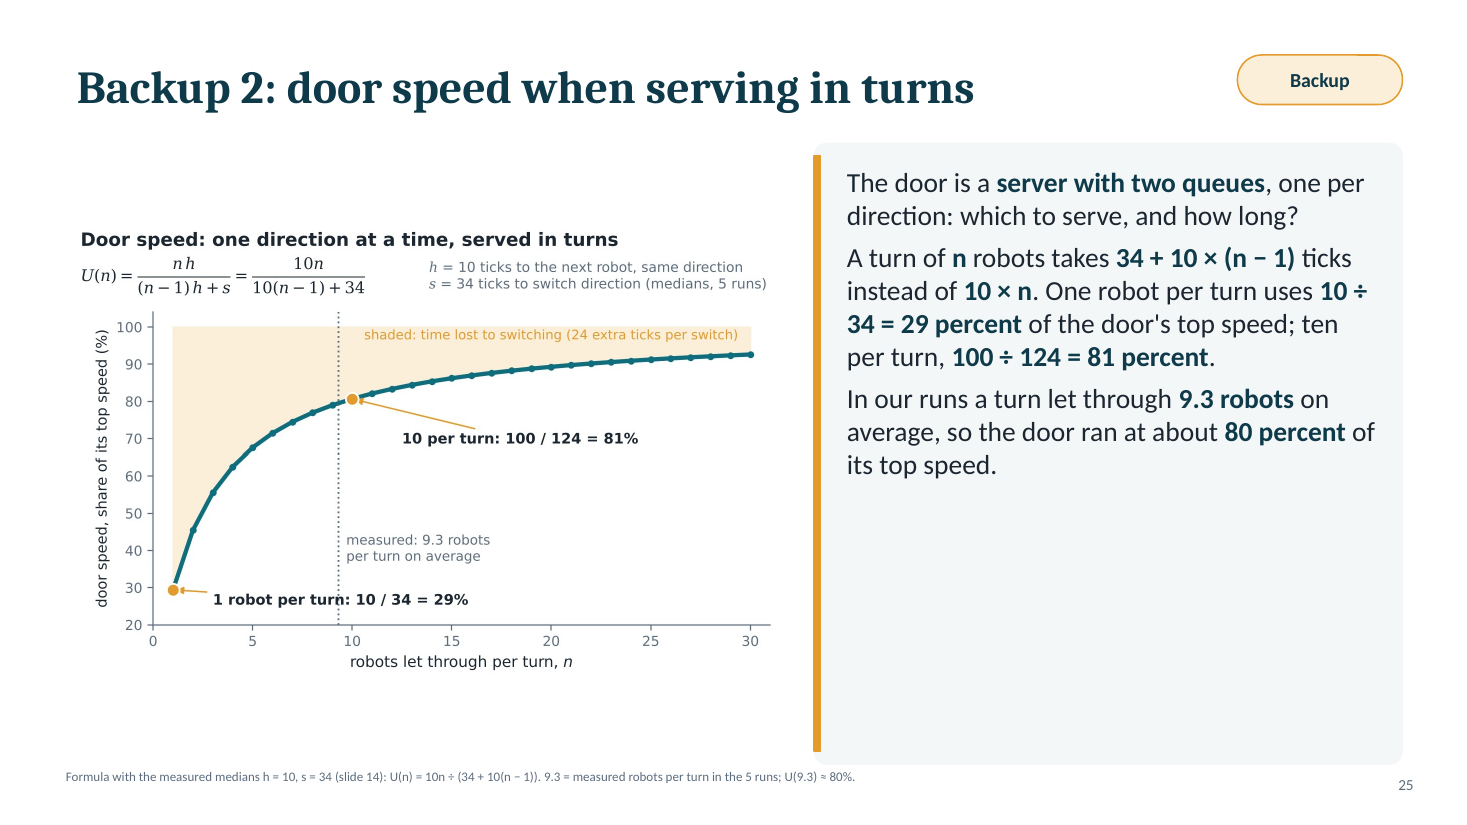 Backup 2: door speed when serving in turns
Backup
Door speed: one direction at a time, served in turns
U(n) = n h / (n − 1) h + s = 10n / 10(n − 1) + 34
h = 10 ticks to the next robot, same direction
s = 34 ticks to switch direction (medians, 5 runs)
shaded: time lost to switching (24 extra ticks per switch)
10 per turn: 100 / 124 = 81%
measured: 9.3 robots
per turn on average
1 robot per turn: 10 / 34 = 29%
door speed, share of its top speed (%)
100
90
80
70
60
50
40
30
20
0 5 10 15 20 25 30
robots let through per turn, n
The door is a server with two queues, one per
direction: which to serve, and how long?
A turn of n robots takes 34 + 10 × (n − 1) ticks
instead of 10 × n. One robot per turn uses 10 ÷
34 = 29 percent of the door's top speed; ten
per turn, 100 ÷ 124 = 81 percent.
In our runs a turn let through 9.3 robots on
average, so the door ran at about 80 percent of
its top speed.
Formula with the measured medians h = 10, s = 34 (slide 14): U(n) = 10n ÷ (34 + 10(n − 1)). 9.3 = measured robots per turn in the 5 runs; U(9.3) ≈ 80%.
25